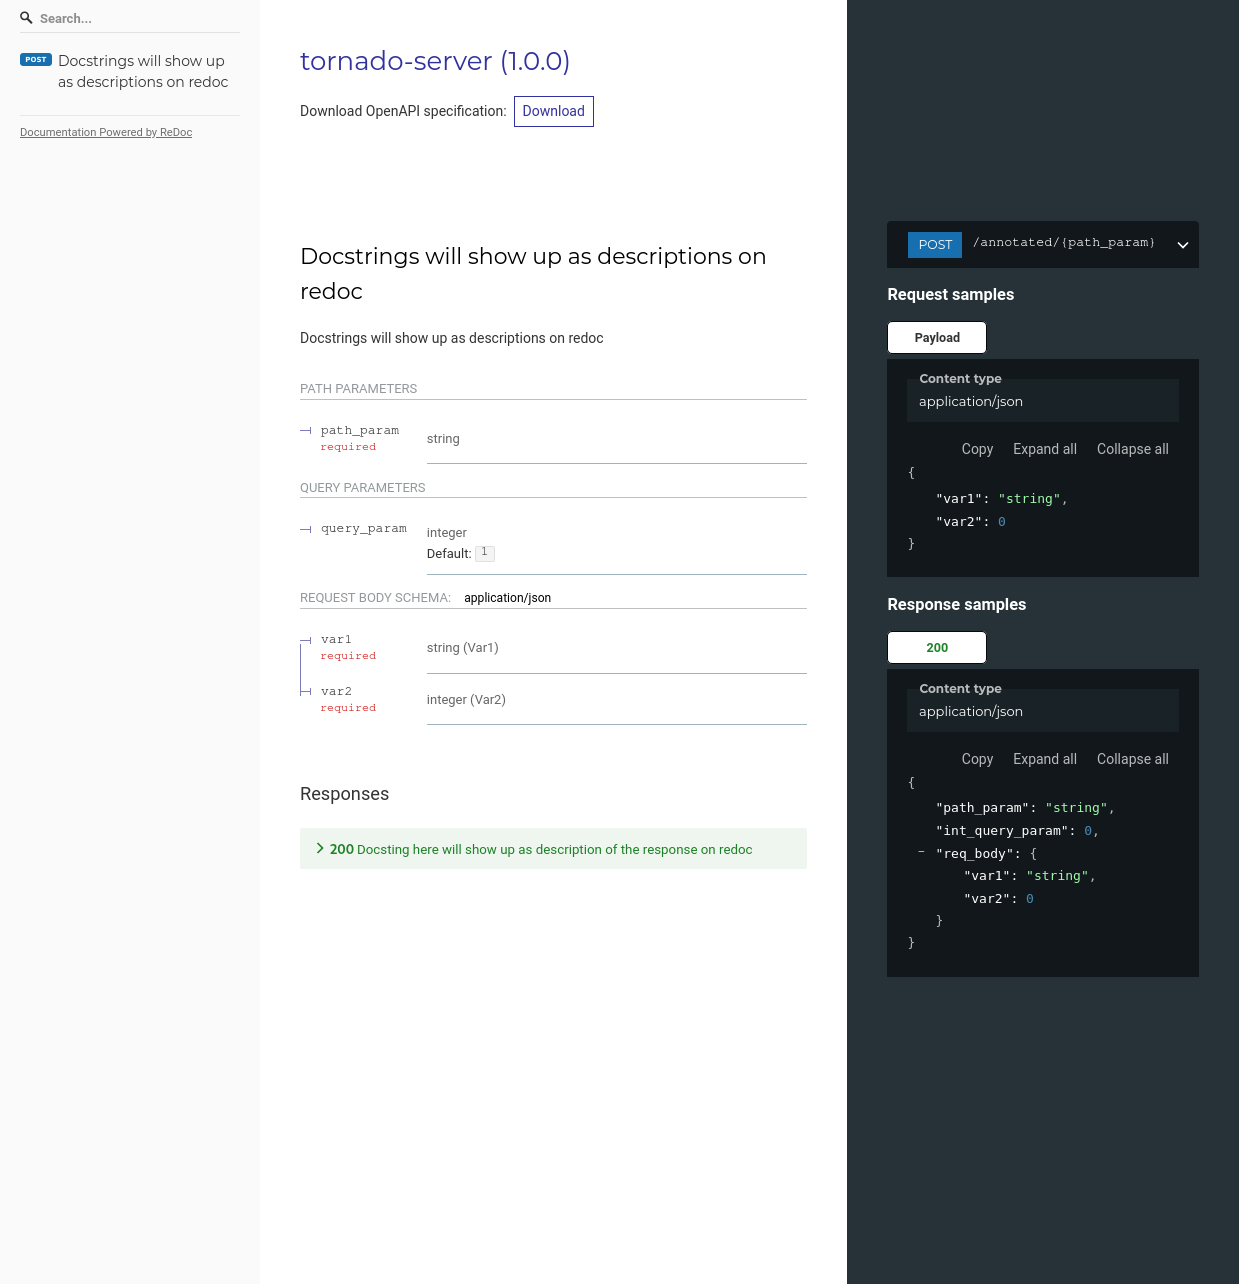 Search...
POST Docstrings will show up
as descriptions on redoc
Documentation Powered by ReDoc
tornado-server (1.0.0)
Download OpenAPI specification: Download
Docstrings will show up as descriptions on
redoc
Docstrings will show up as descriptions on redoc
PATH PARAMETERS
path_param
required
string
QUERY PARAMETERS
query_param
integer
Default: 1
REQUEST BODY SCHEMA: application/json
var1
required
string (Var1)
var2
required
integer (Var2)
Responses
200 Docsting here will show up as description of the response on redoc
POST /annotated/{path_param}
Request samples
Payload
Content type
application/json
Copy Expand all Collapse all
{
"var1": "string",
"var2": 0
}
Response samples
200
Content type
application/json
Copy Expand all Collapse all
{
"path_param": "string",
"int_query_param": 0,
− "req_body": {
"var1": "string",
"var2": 0
}
}